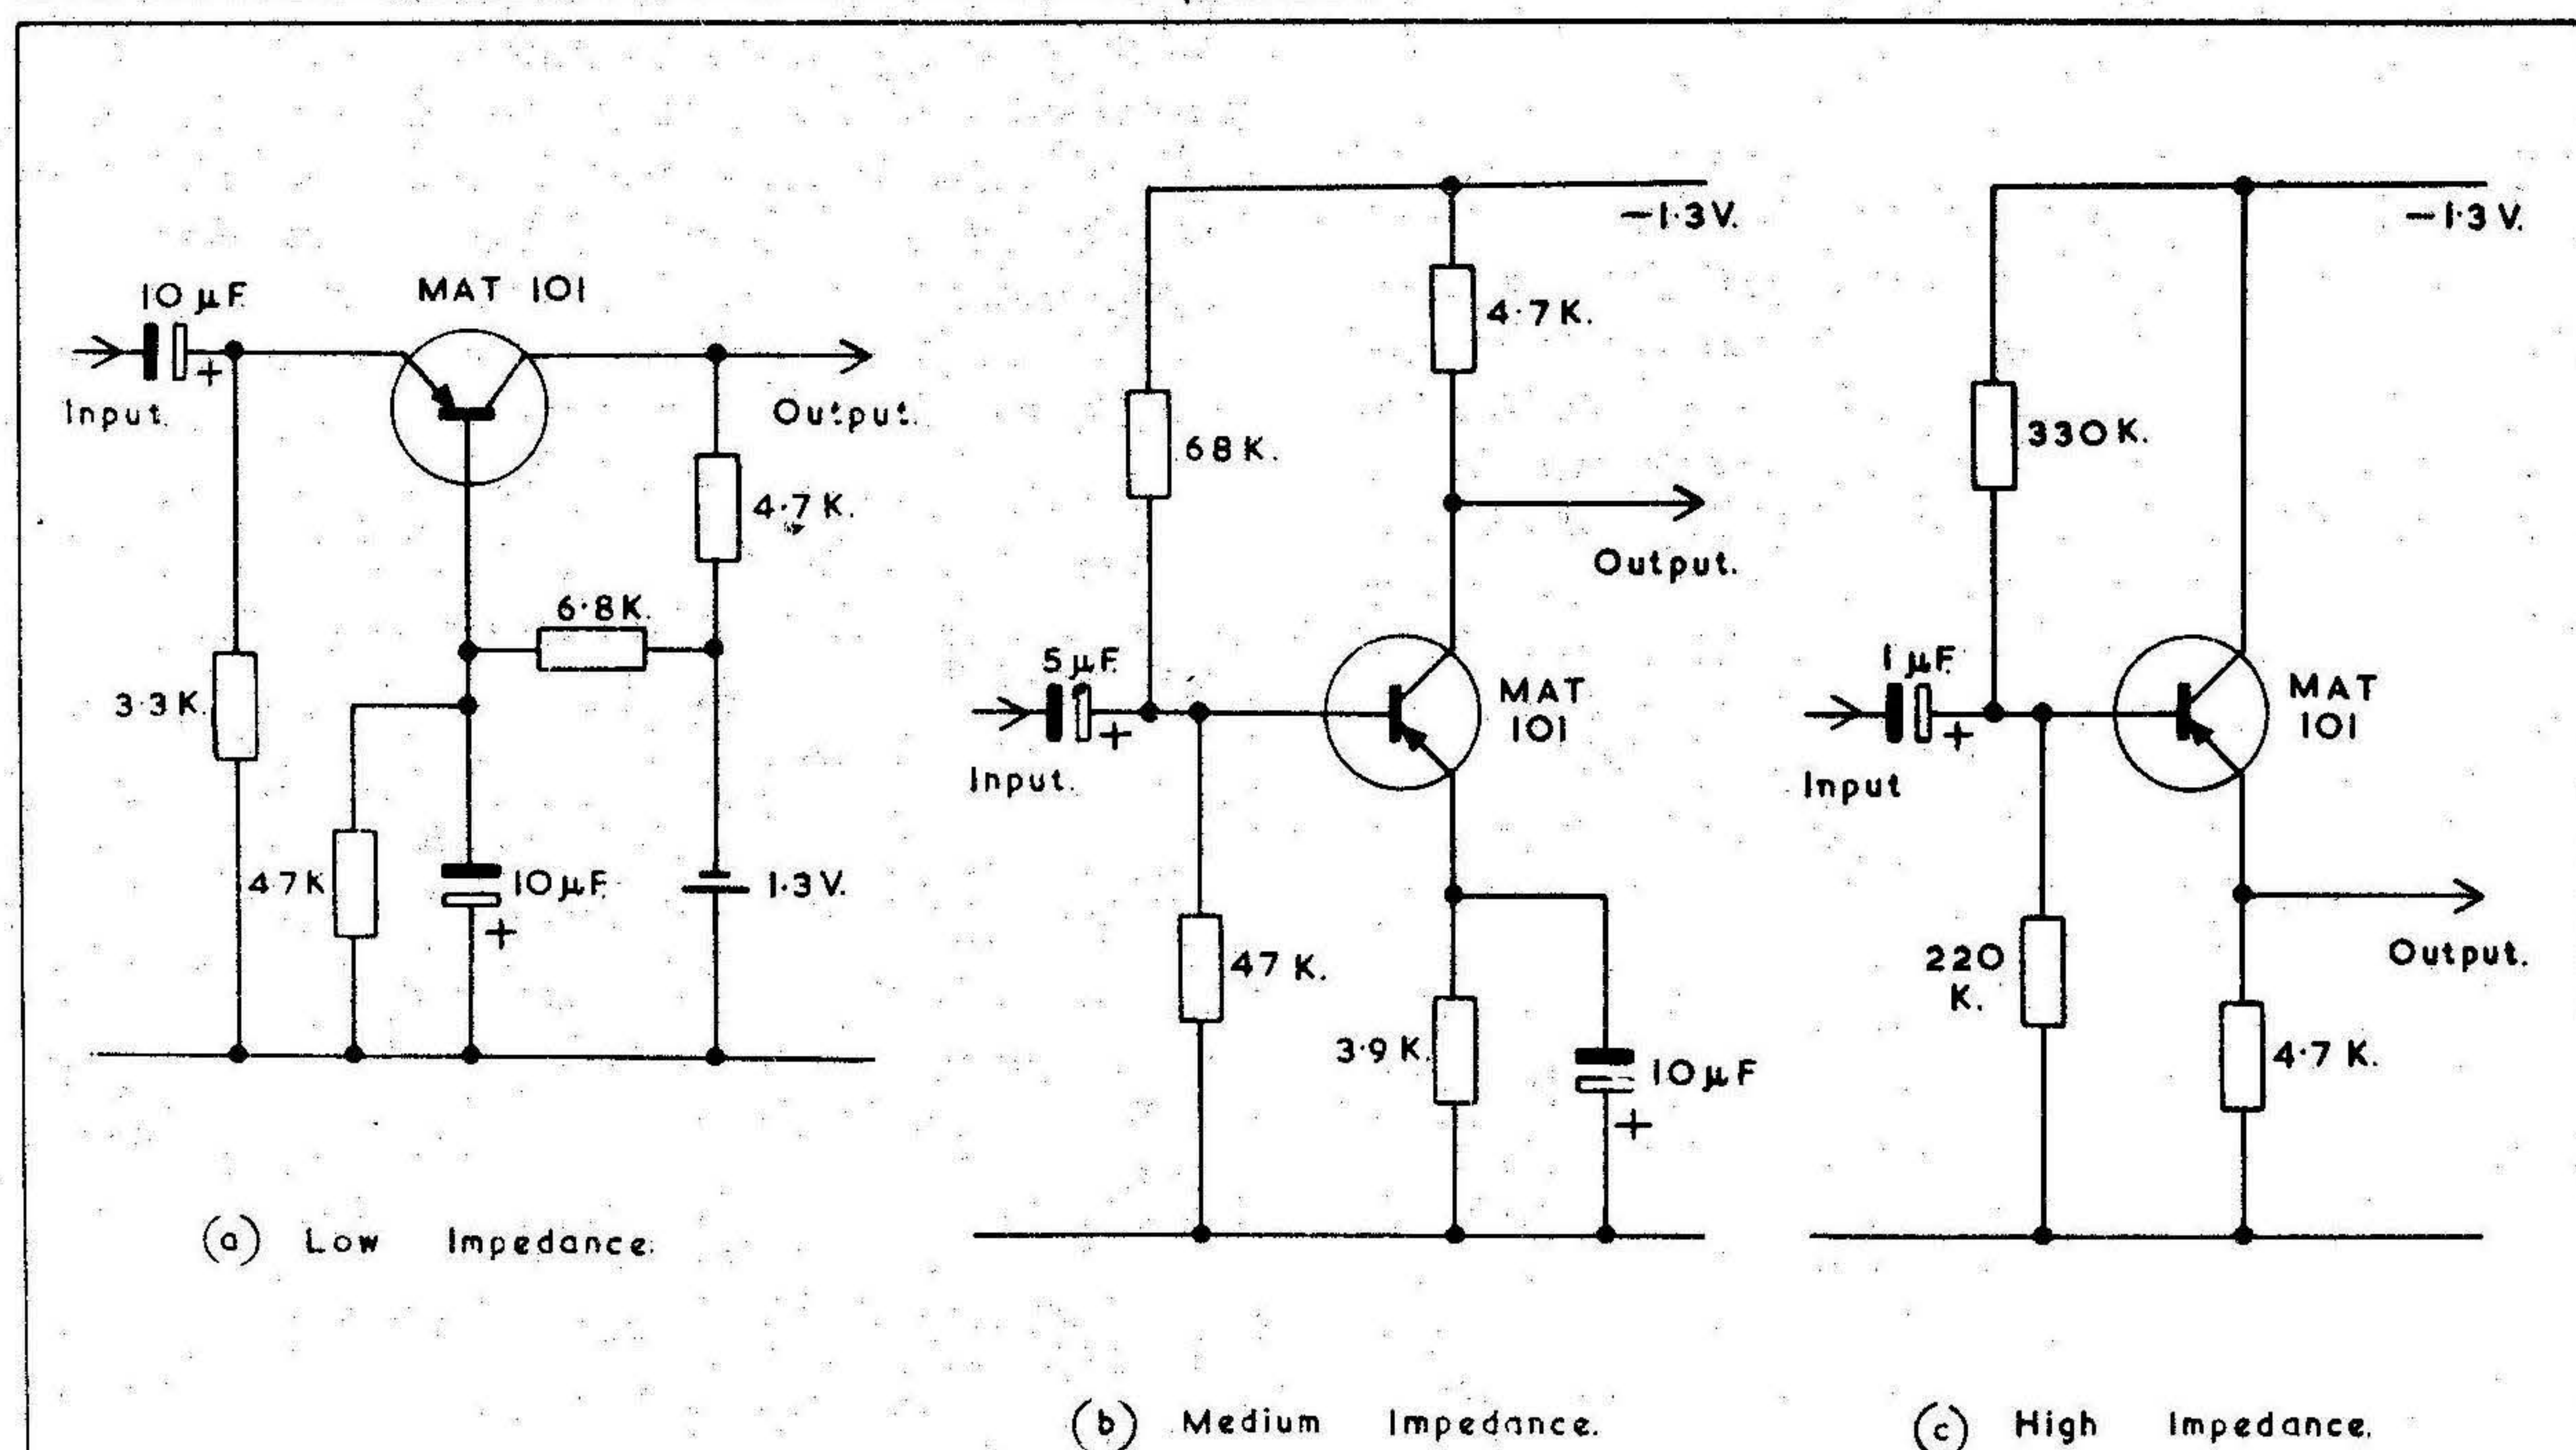 10 µF.
MAT 101
+
Input.
Output.
4·7 K.
6·8 K.
3·3 K.
47K
10 µF.
+
1·3 V.
(a) Low Impedance.
—1·3 V.
4·7 K.
68 K.
Output.
5 µF.
+
Input.
MAT
101
47 K.
3·9 K.
10 µF
+
(b) Medium Impedance.
—1·3 V.
330 K.
1 µF.
+
Input
MAT
101
Output.
220
K.
4·7 K.
(c) High Impedance.